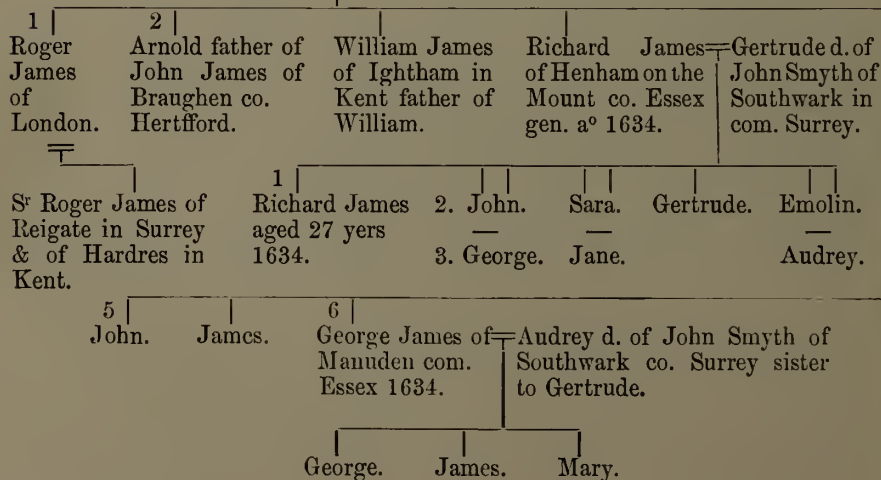 1 2
Roger Arnold father of William James Richard James Gertrude d. of
James John James of of Ightham in of Henham on the John Smyth of
of Braughen co. Kent father of Mount co. Essex Southwark in
London. Hertfford. William. gen. aº 1634. com. Surrey.
1
Sr Roger James of Richard James 2. John. Sara. Gertrude. Emolin.
Reigate in Surrey aged 27 yers — — —
& of Hardres in 1634. 3. George. Jane. Audrey.
Kent.
5 6
John. James. George James of Audrey d. of John Smyth of
Manuden com. Southwark co. Surrey sister
Essex 1634. to Gertrude.
George. James. Mary.